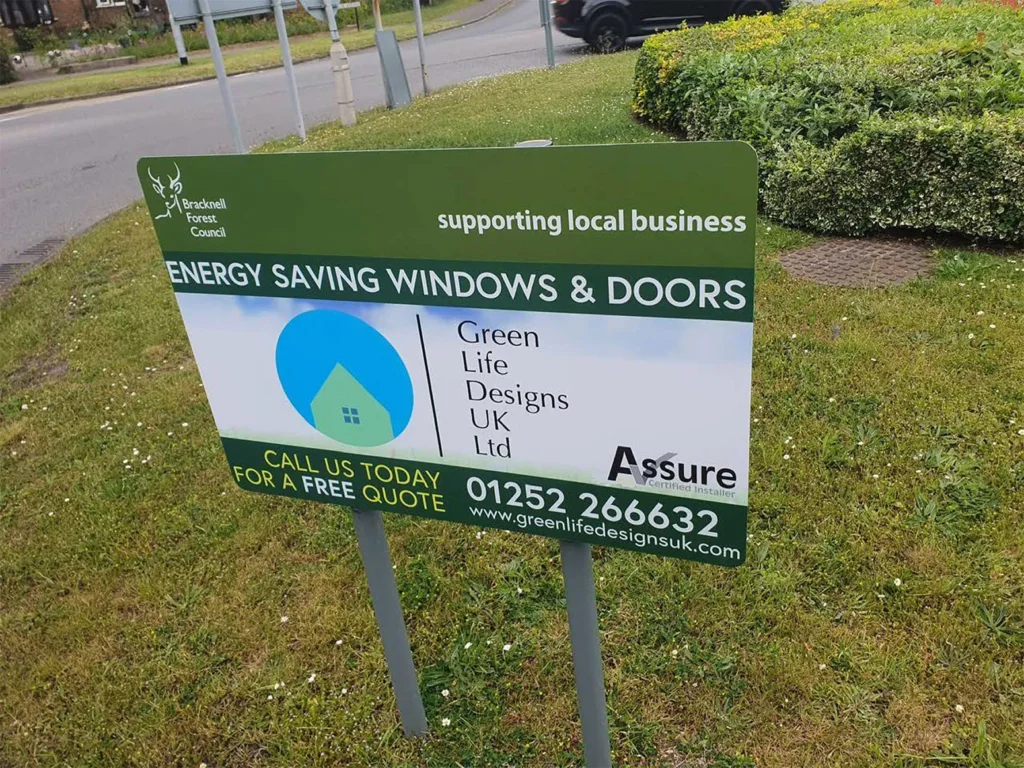 Bracknell
Forest
Council
supporting local business
ENERGY SAVING WINDOWS & DOORS
Green
Life
Designs
UK
Ltd
Assure
Certified Installer
CALL US TODAY
FOR A FREE QUOTE
01252 266632
www.greenlifedesignsuk.com